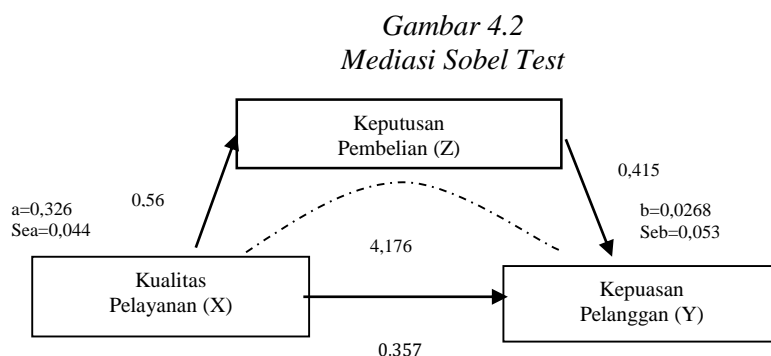 Gambar 4.2
Mediasi Sobel Test
Keputusan
Pembelian (Z)
a=0,326
Sea=0,044
0.56
0,415
b=0,0268
Seb=0,053
4,176
Kualitas
Pelayanan (X)
Kepuasan
Pelanggan (Y)
0.357